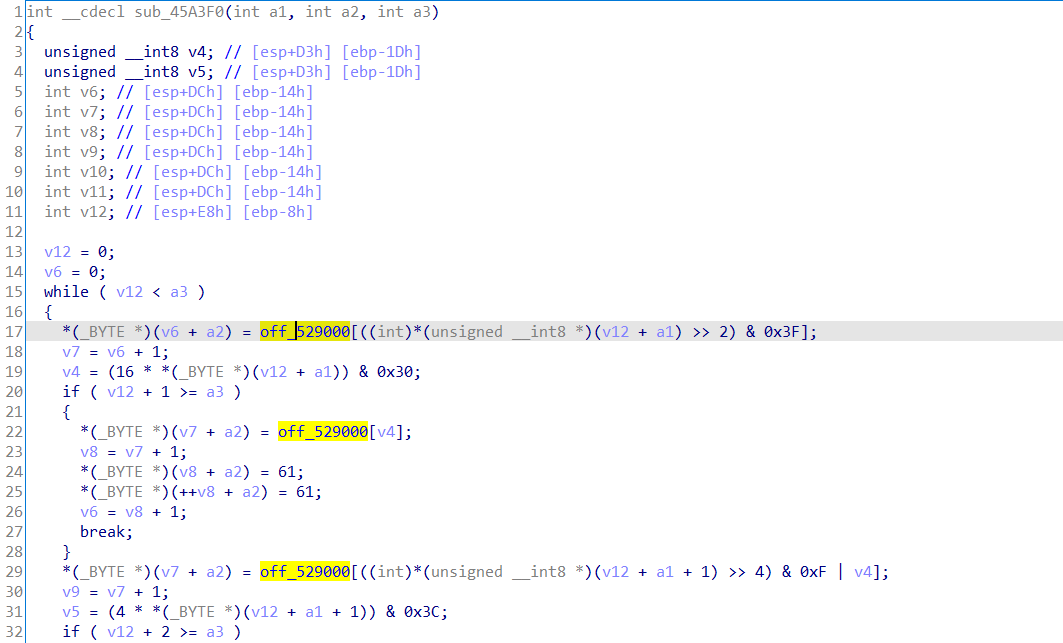 1 int __cdecl sub_45A3F0(int a1, int a2, int a3)
2 {
3   unsigned __int8 v4; // [esp+D3h] [ebp-1Dh]
4   unsigned __int8 v5; // [esp+D3h] [ebp-1Dh]
5   int v6; // [esp+DCh] [ebp-14h]
6   int v7; // [esp+DCh] [ebp-14h]
7   int v8; // [esp+DCh] [ebp-14h]
8   int v9; // [esp+DCh] [ebp-14h]
9   int v10; // [esp+DCh] [ebp-14h]
10   int v11; // [esp+DCh] [ebp-14h]
11   int v12; // [esp+E8h] [ebp-8h]
12
13   v12 = 0;
14   v6 = 0;
15   while ( v12 < a3 )
16   {
17     *(_BYTE *)(v6 + a2) = off_529000[((int)*(unsigned __int8 *)(v12 + a1) >> 2) & 0x3F];
18     v7 = v6 + 1;
19     v4 = (16 * *(_BYTE *)(v12 + a1)) & 0x30;
20     if ( v12 + 1 >= a3 )
21     {
22       *(_BYTE *)(v7 + a2) = off_529000[v4];
23       v8 = v7 + 1;
24       *(_BYTE *)(v8 + a2) = 61;
25       *(_BYTE *)(++v8 + a2) = 61;
26       v6 = v8 + 1;
27       break;
28     }
29     *(_BYTE *)(v7 + a2) = off_529000[((int)*(unsigned __int8 *)(v12 + a1 + 1) >> 4) & 0xF | v4];
30     v9 = v7 + 1;
31     v5 = (4 * *(_BYTE *)(v12 + a1 + 1)) & 0x3C;
32     if ( v12 + 2 >= a3 )